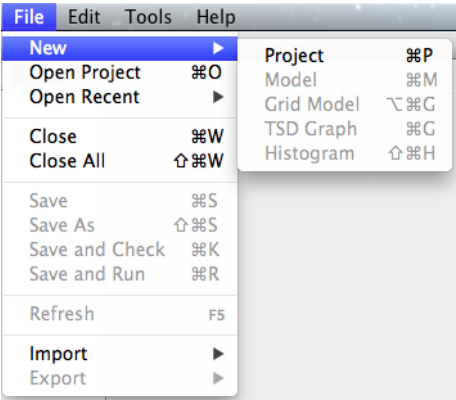 File Edit Tools Help
New ▶
Open Project ⌘O
Open Recent ▶
Close ⌘W
Close All ⇧⌘W
Save ⌘S
Save As ⇧⌘S
Save and Check ⌘K
Save and Run ⌘R
Refresh F5
Import ▶
Export ▶
Project ⌘P
Model ⌘M
Grid Model ⌥⌘G
TSD Graph ⌘G
Histogram ⇧⌘H